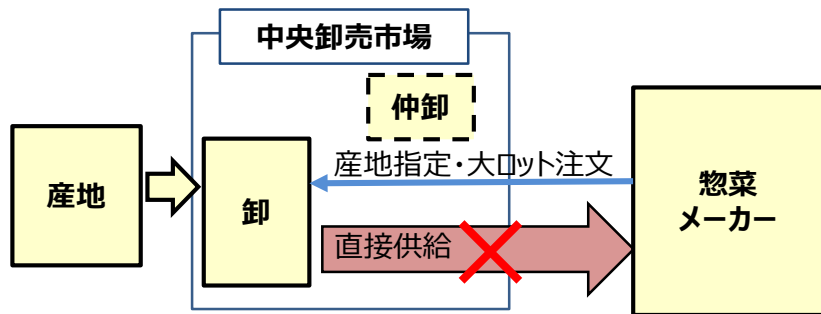 中央卸売市場
仲卸
産地
卸
産地指定・大ロット注文
直接供給
惣菜
メーカー